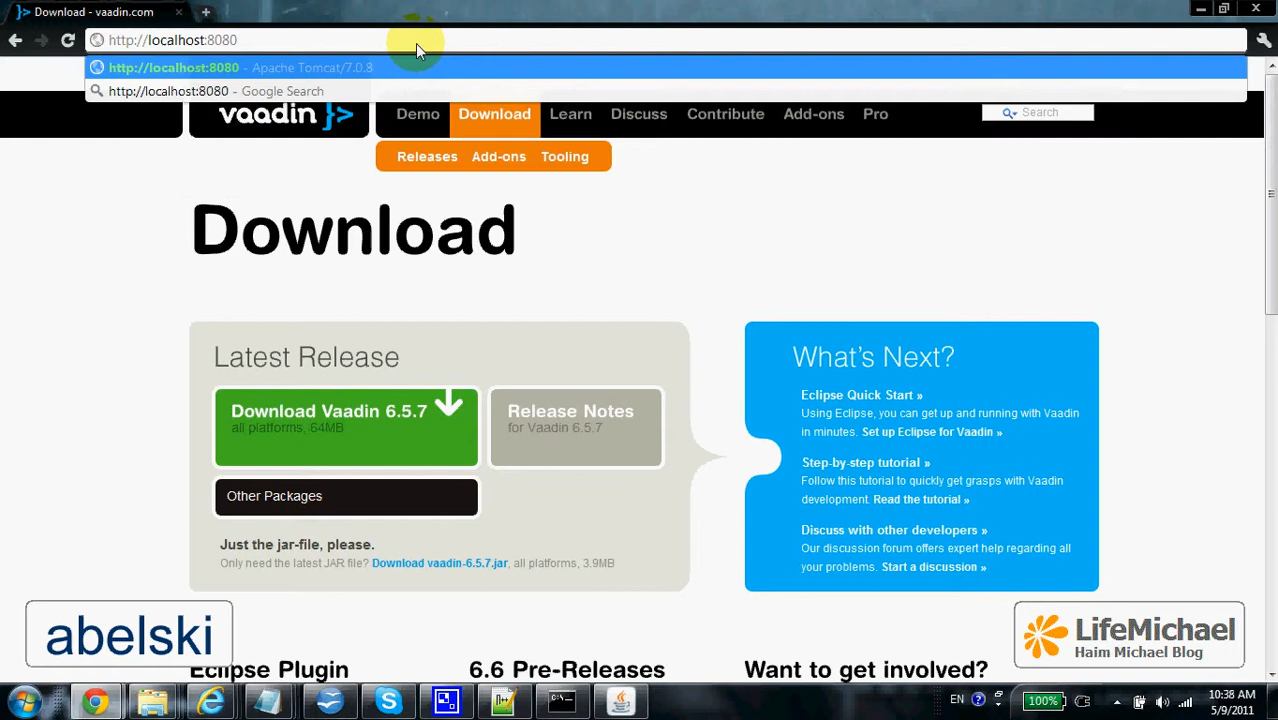 Download - vaadin.com
http://localhost:8080
http://localhost:8080 - Apache Tomcat/7.0.8
http://localhost:8080 - Google Search
vaadin }>
Demo Download Learn Discuss Contribute Add-ons Pro
Search
Releases Add-ons Tooling
Download
Latest Release
Download Vaadin 6.5.7
all platforms, 64MB
Release Notes
for Vaadin 6.5.7
Other Packages
Just the jar-file, please.
Only need the latest JAR file? Download vaadin-6.5.7.jar, all platforms, 3.9MB
What's Next?
Eclipse Quick Start »
Using Eclipse, you can get up and running with Vaadin
in minutes. Set up Eclipse for Vaadin »
Step-by-step tutorial »
Follow this tutorial to quickly get grasps with Vaadin
development. Read the tutorial »
Discuss with other developers »
Our discussion forum offers expert help regarding all
your problems. Start a discussion »
abelski
LifeMichael
Haim Michael Blog
Eclipse Plugin
6.6 Pre-Releases
Want to get involved?
EN
100%
10:38 AM
5/9/2011